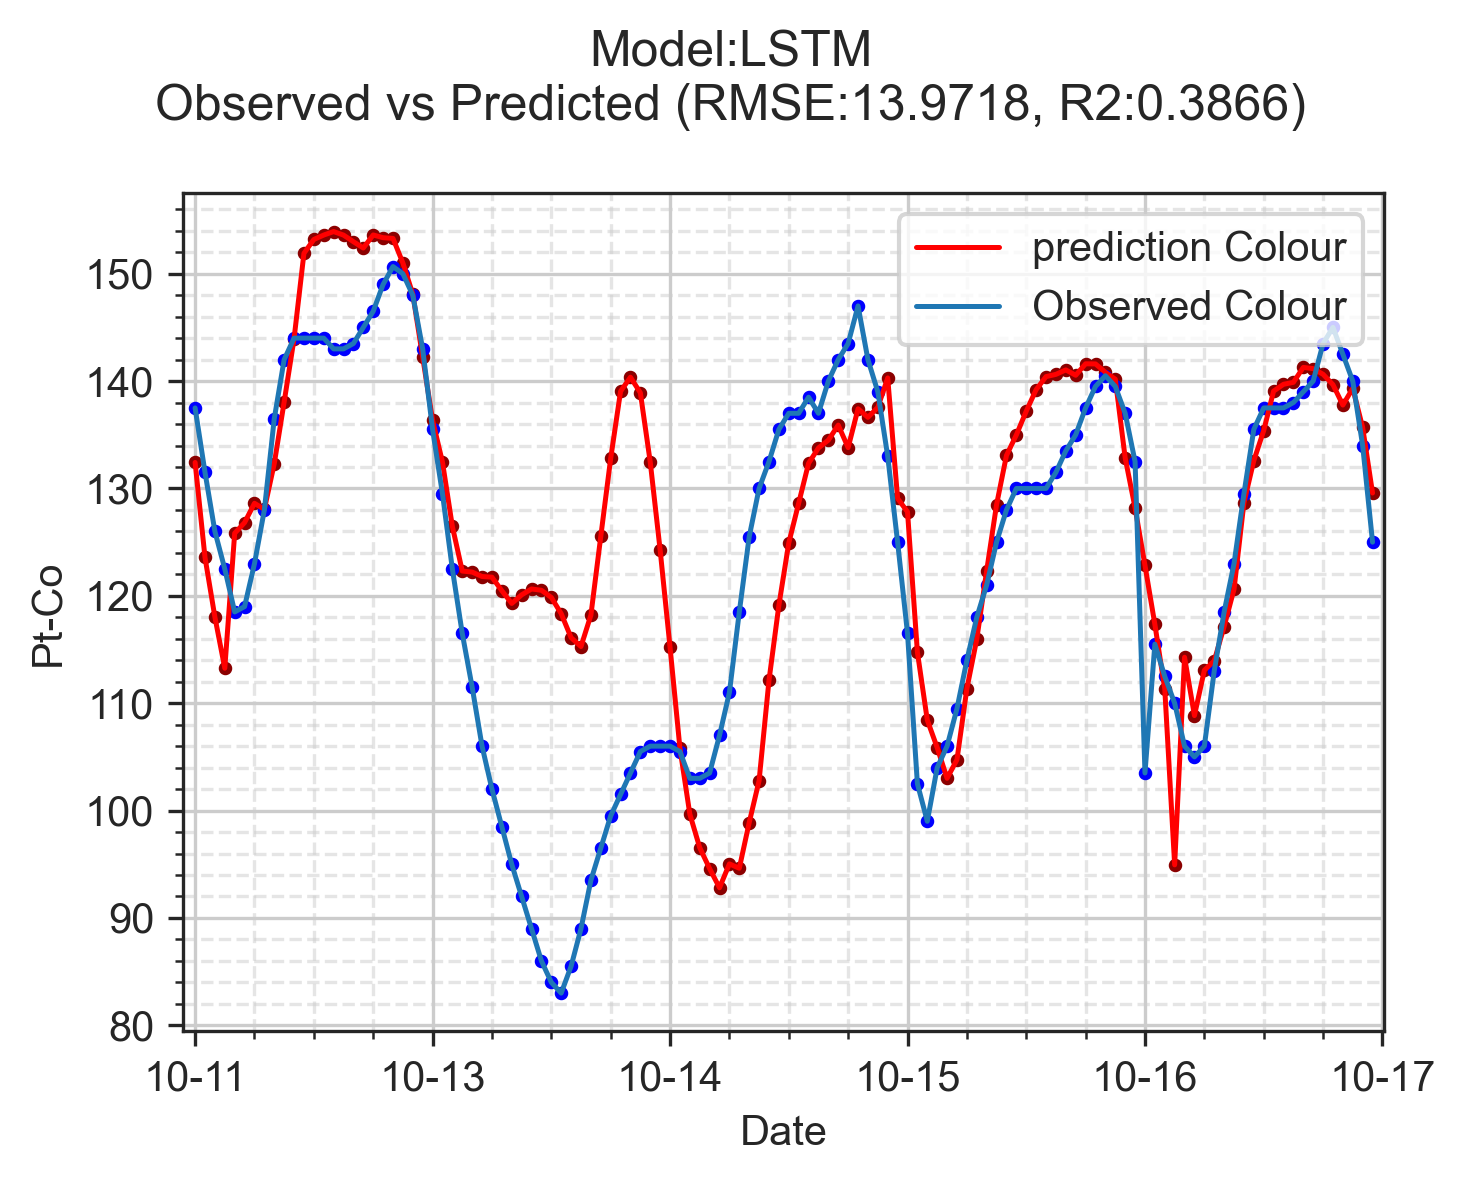 Model:LSTM
Observed vs Predicted (RMSE:13.9718, R2:0.3866)
prediction Colour
Observed Colour
150
140
130
120
110
100
90
80
Pt-Co
10-11 10-13 10-14 10-15 10-16 10-17
Date